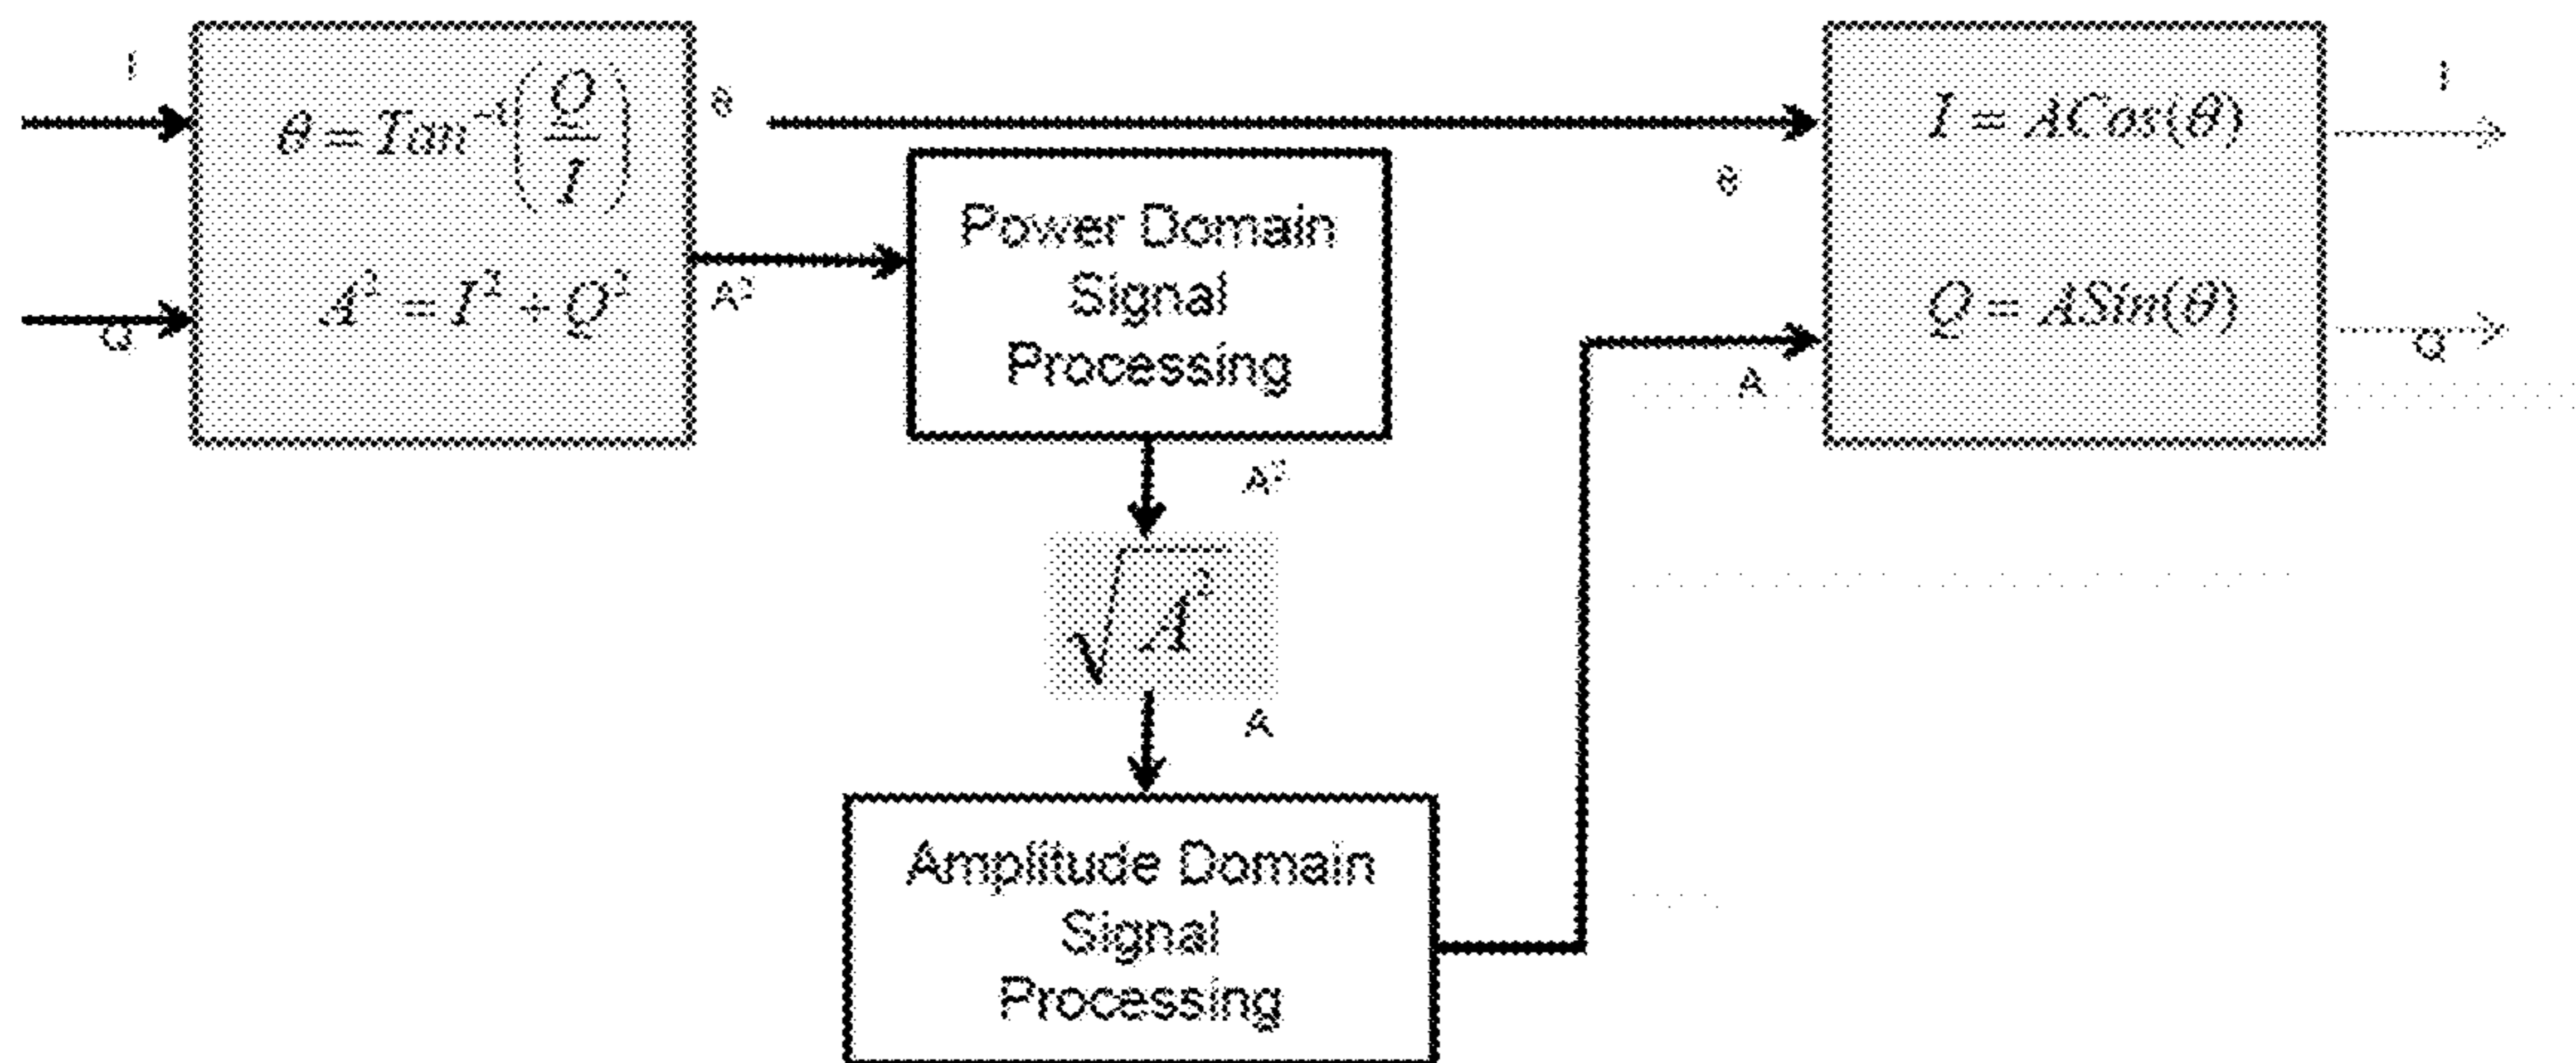 I
θ = Tan⁻¹(Q/I)
A² = I² + Q²
Q
θ
A²
Power Domain
Signal
Processing
A²
√A²
A
Amplitude Domain
Signal
Processing
θ
A
I = ACos(θ)
Q = ASin(θ)
I
Q